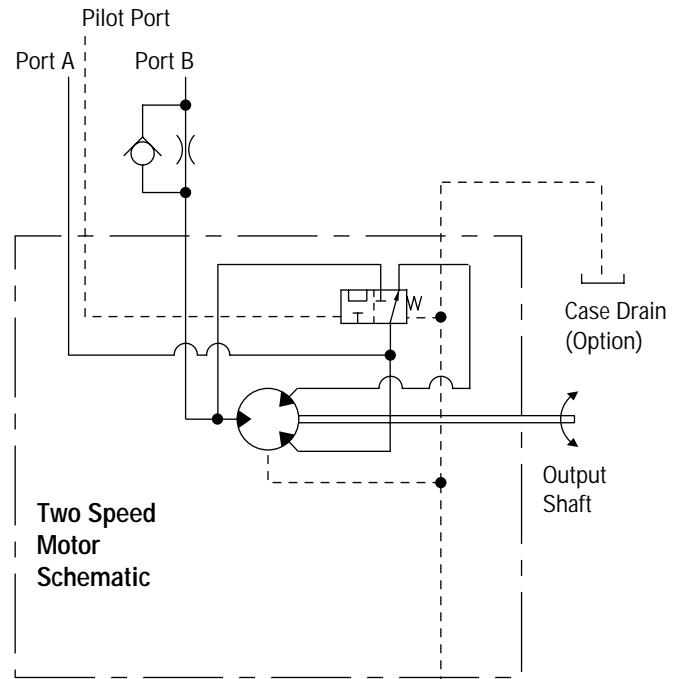 Pilot Port
Port A
Port B
Case Drain
(Option)
Output
Shaft
Two Speed
Motor
Schematic